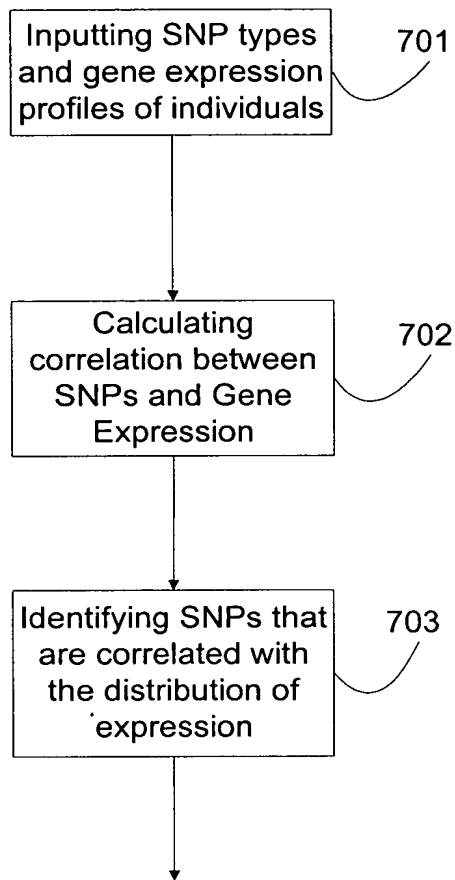 Inputting SNP types
and gene expression
profiles of individuals
701
Calculating
correlation between
SNPs and Gene
Expression
702
Identifying SNPs that
are correlated with
the distribution of
expression
703